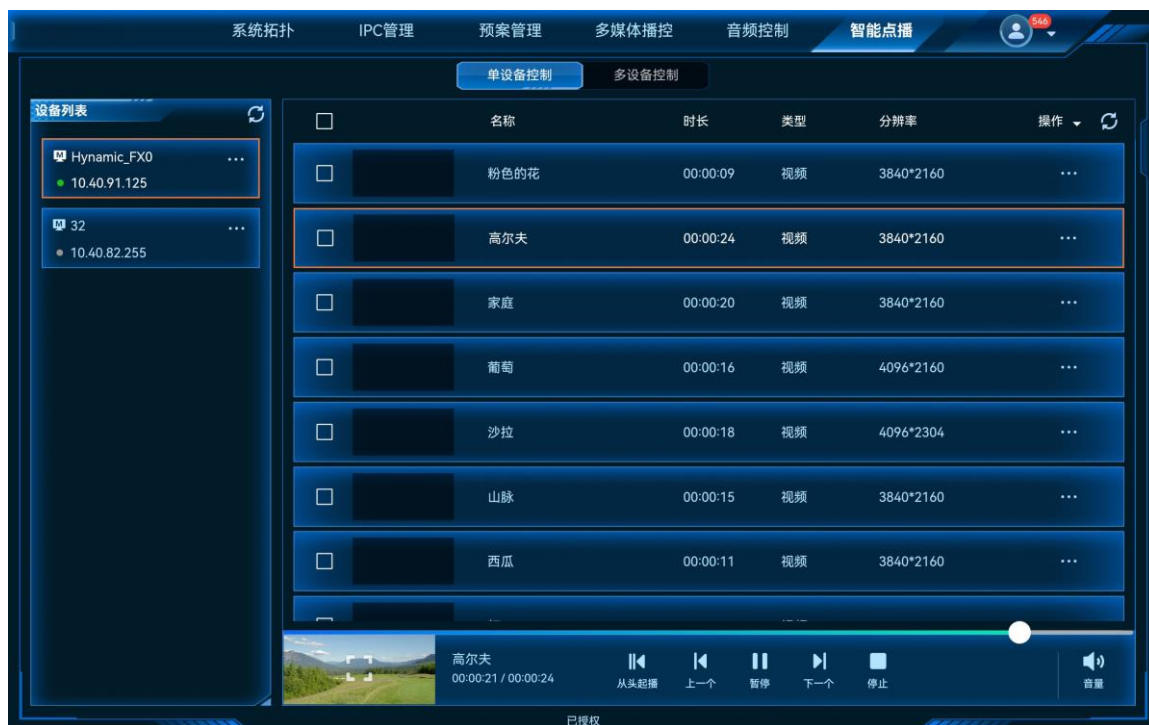 系统拓扑 IPC管理 预案管理 多媒体播控 音频控制 智能点播 546
单设备控制 多设备控制
设备列表
M Hynamic_FX0 ...
10.40.91.125
M 32 ...
10.40.82.255
名称 时长 类型 分辨率 操作
粉色的花 00:00:09 视频 3840*2160 ...
高尔夫 00:00:24 视频 3840*2160 ...
家庭 00:00:20 视频 3840*2160 ...
葡萄 00:00:16 视频 4096*2160 ...
沙拉 00:00:18 视频 4096*2304 ...
山脉 00:00:15 视频 3840*2160 ...
西瓜 00:00:11 视频 3840*2160 ...
高尔夫
00:00:21 / 00:00:24
从头起播 上一个 暂停 下一个 停止 音量
已授权